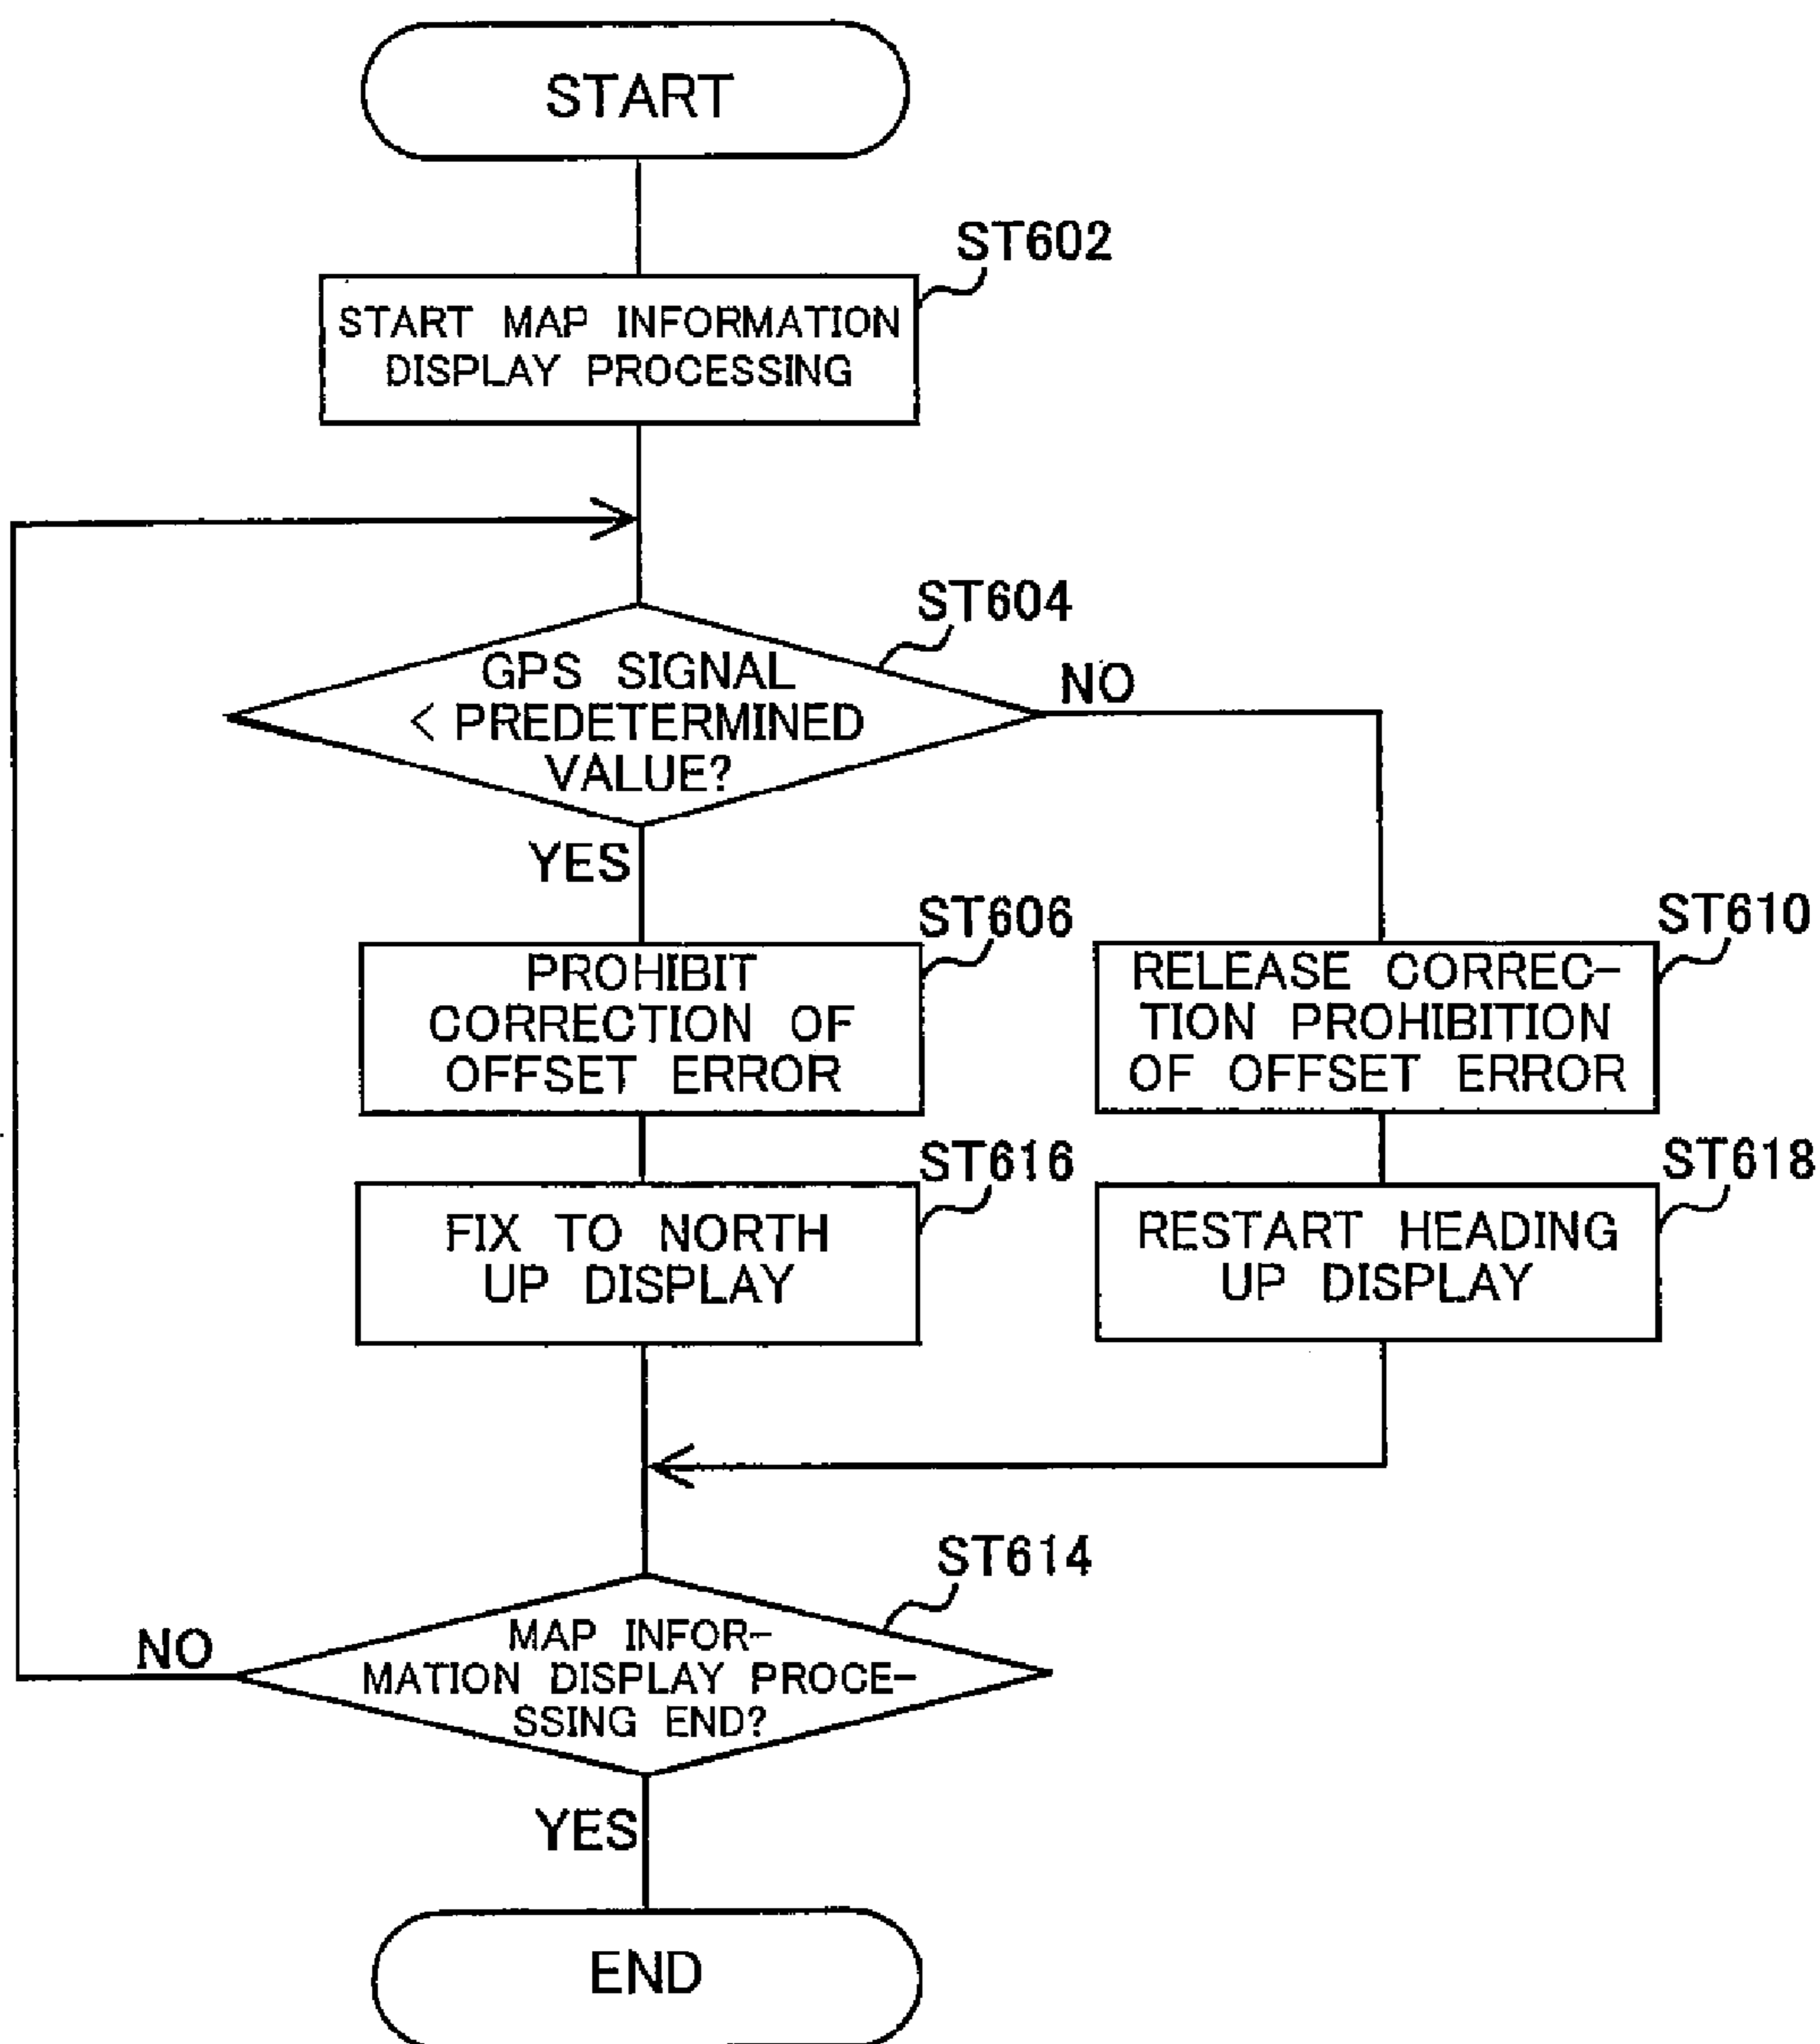 START
ST602
START MAP INFORMATION
DISPLAY PROCESSING
ST604
GPS SIGNAL
< PREDETERMINED
VALUE?
NO
YES
ST606
PROHIBIT
CORRECTION OF
OFFSET ERROR
ST610
RELEASE CORREC-
TION PROHIBITION
OF OFFSET ERROR
ST616
FIX TO NORTH
UP DISPLAY
ST618
RESTART HEADING
UP DISPLAY
ST614
MAP INFOR-
MATION DISPLAY PROCE-
SSING END?
NO
YES
END